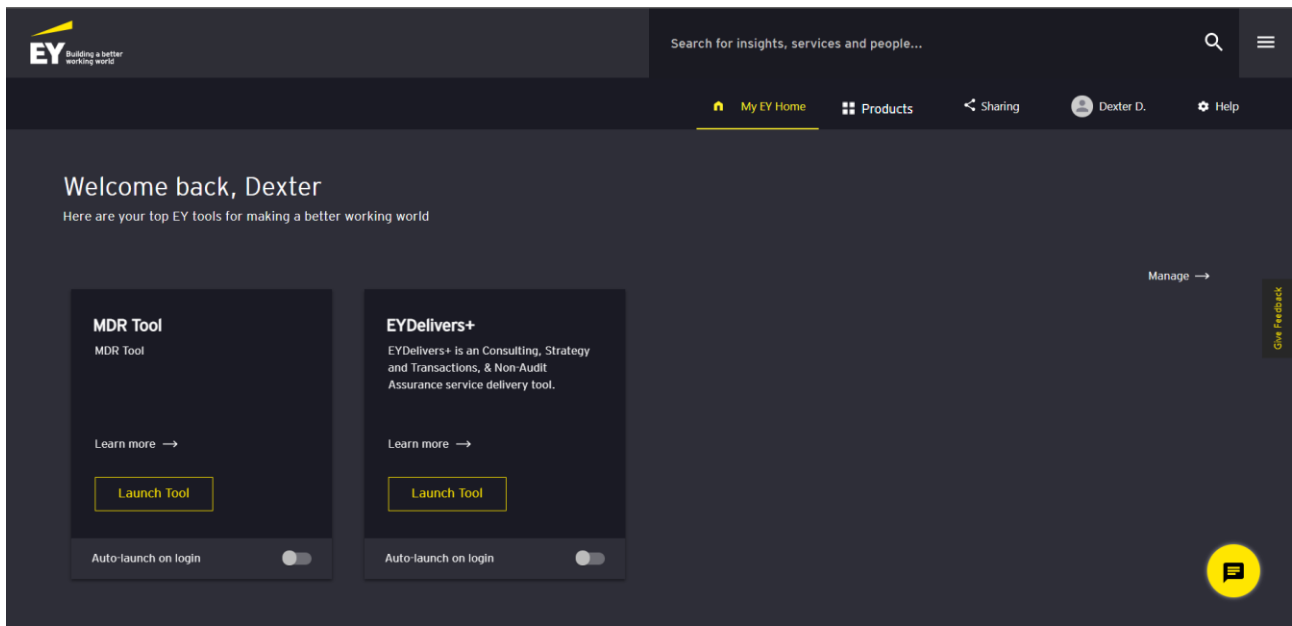 EY
Building a better
working world
Search for insights, services and people...
My EY Home
Products
Sharing
Dexter D.
Help
Welcome back, Dexter
Here are your top EY tools for making a better working world
Manage →
Give Feedback
MDR Tool
MDR Tool
Learn more →
Launch Tool
Auto-launch on login
EYDelivers+
EYDelivers+ is an Consulting, Strategy
and Transactions, & Non-Audit
Assurance service delivery tool.
Learn more →
Launch Tool
Auto-launch on login